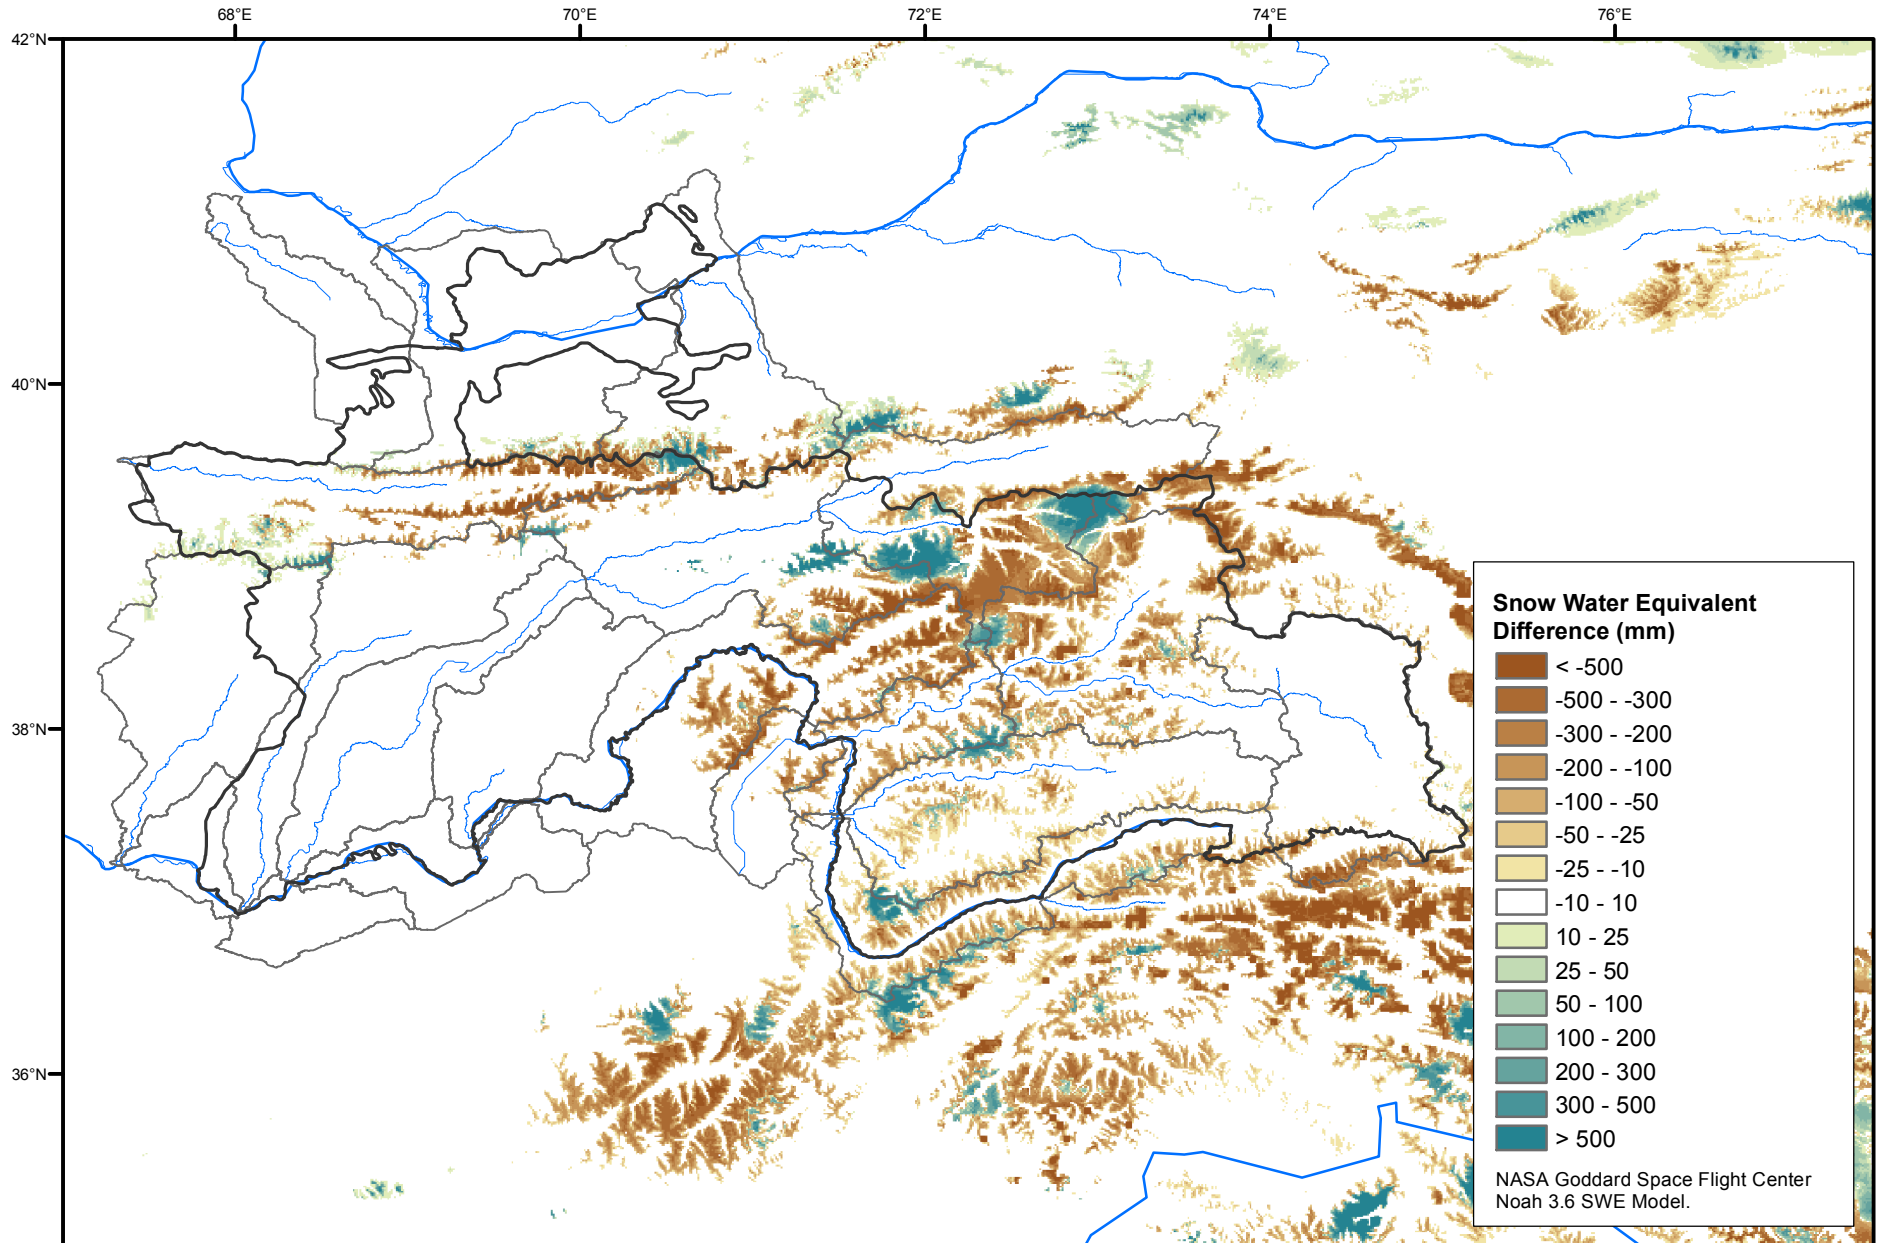 68°E
70°E
72°E
74°E
76°E
42°N
40°N
38°N
36°N
Snow Water Equivalent
Difference (mm)
< -500
-500 - -300
-300 - -200
-200 - -100
-100 - -50
-50 - -25
-25 - -10
-10 - 10
10 - 25
25 - 50
50 - 100
100 - 200
200 - 300
300 - 500
> 500
NASA Goddard Space Flight Center
Noah 3.6 SWE Model.